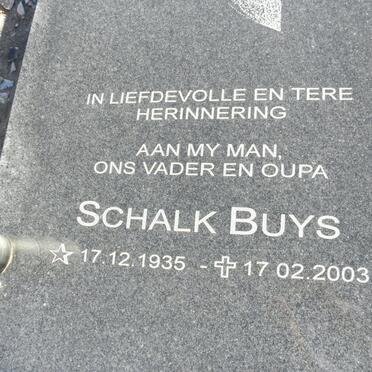 IN LIEFDEVOLLE EN TERE
HERINNERING
AAN MY MAN,
ONS VADER EN OUPA
SCHALK BUYS
☆ 17.12.1935 - ✝ 17 02.2003